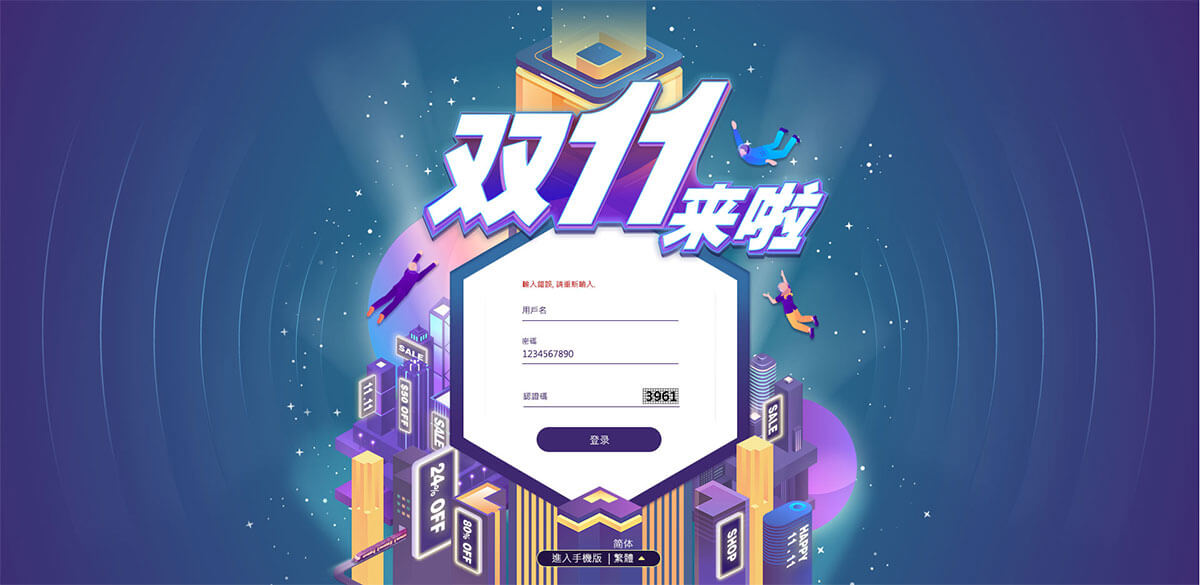 双11
来啦
輸入錯誤, 請重新輸入.
用戶名
密碼
1234567890
認證碼
3961
登录
SALE
11.11
$50 OFF
SALE
24% OFF
80% OFF
SALE
SHOP
HAPPY
11.11
简体
進入手機版 | 繁體